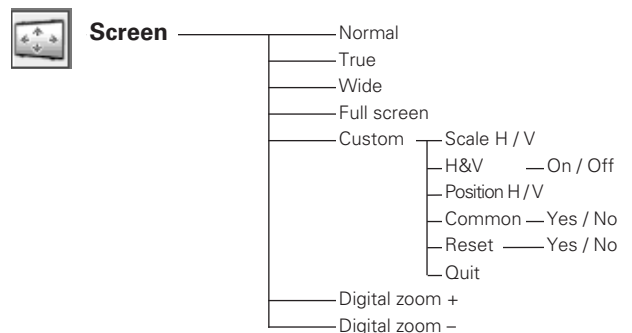 Screen Normal
True
Wide
Full screen
Custom Scale H / V
H&V On / Off
Position H / V
Common Yes / No
Reset Yes / No
Quit
Digital zoom +
Digital zoom –